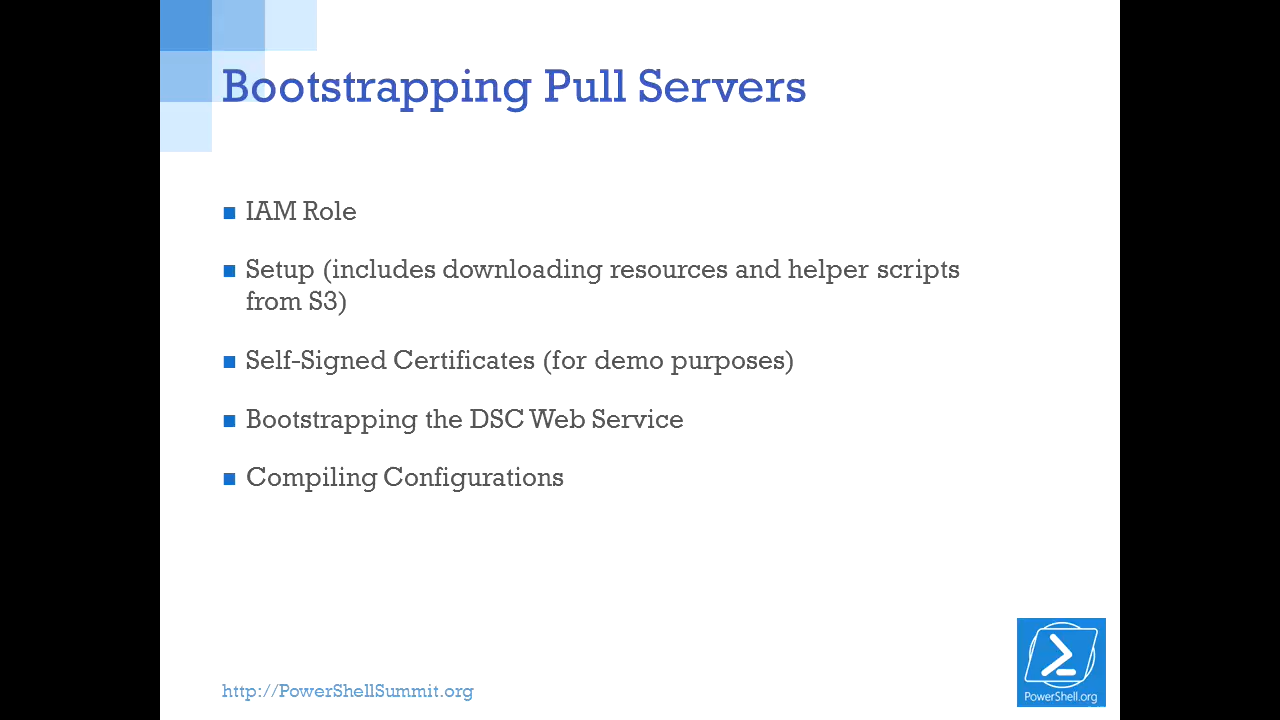 Bootstrapping Pull Servers
IAM Role
Setup (includes downloading resources and helper scripts
from S3)
Self-Signed Certificates (for demo purposes)
Bootstrapping the DSC Web Service
Compiling Configurations
http://PowerShellSummit.org
PowerShell.org